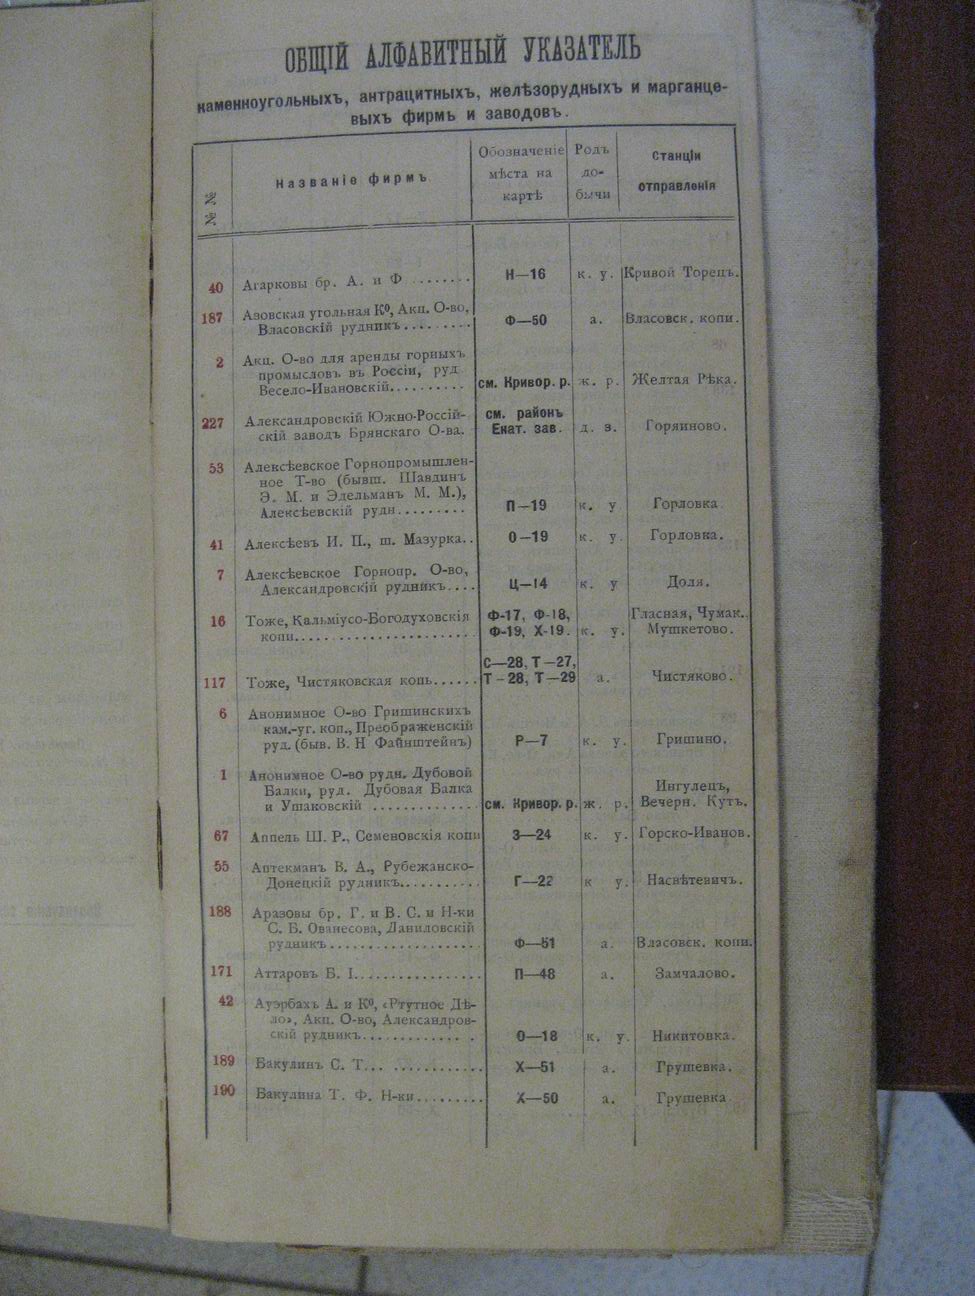 ОБЩІЙ АЛФАВИТНЫЙ УКАЗАТЕЛЬ
каменноугольныхъ, антрацитныхъ, желѣзорудныхъ и марганце-
выхъ фирмъ и заводовъ.
№ №
Названіе фирмъ
Обозначеніе
мѣста на
картѣ
Родъ
до-
бычи
Станціи
отправленія
40 Агарковы бр. А. и Ф ........ Н—16 к. у. Кривой Торецъ.
187 Азовская угольная К⁰, Акц. О-во,
Власовскій рудникъ......... Ф—50 а. Власовск. копи.
2 Акц. О-во для аренды горныхъ
промысловъ въ Россіи, руд
Весело-Ивановскій.......... см. Кривор. р. ж. р. Желтая Рѣка.
227 Александровскій Южно-Россій-
скій заводъ Брянскаго О-ва. см. районъ
Екат. зав. д. з. Горяиново.
53 Алексѣевское Горнопромышлен-
ное Т-во (бывш. Шавдинъ
Э. М. и Эдельманъ М. М.),
Алексѣевскій рудн......... П—19 к. у Горловка
41 Алексѣевъ И. П., ш. Мазурка.. О—19 к. у. Горловка.
7 Алексѣевское Горнопр. О-во,
Александровскій рудникъ.... Ц—14 к. у Доля.
16 Тоже, Кальміусо-Богодуховскія
копи....................... Ф-17, Ф-18,
Ф-19, Х-19. к. у. Гласная, Чумак..
Мушкетово.
117 Тоже, Чистяковская копь...... С—28, Т—27,
Т—28, Т—29 а. Чистяково.
6 Анонимное О-во Гришинскихъ
кам.-уг. коп., Преображенскій
руд. (быв. В. Н Файнштейнъ) Р—7 к. у. Гришино.
1 Анонимное О-во рудн. Дубовой
Балки, руд. Дубовая Балка
и Ушаковскій ............. см. Кривор. р. ж. р. Ингулецъ,
Вечерн. Кутъ.
67 Аппель Ш. Р., Семеновскія копи З—24 к. у. Горско-Иванов.
55 Аптекманъ В. А., Рубежанско-
Донецкій рудникъ.......... Г—22 к у. Насвѣтевичъ.
188 Аразовы бр. Г. и В. С. и Н-ки
С. Б. Ованесова, Даниловскій
рудникъ.................... Ф—51 а. Власовск. копи.
171 Аттаровъ Б. І................ П—48 а. Замчалово.
42 Ауэрбахъ А. и К⁰, «Ртутное Дѣ-
ло», Акц. О-во, Александров-
скій рудникъ............. О—18 к. у. Никитовка.
189 Бакулинъ С. Т... ............ Х—51 а. Грушевка.
190 Бакулина Т. Ф. Н-ки......... Х—50 а. Грушевка